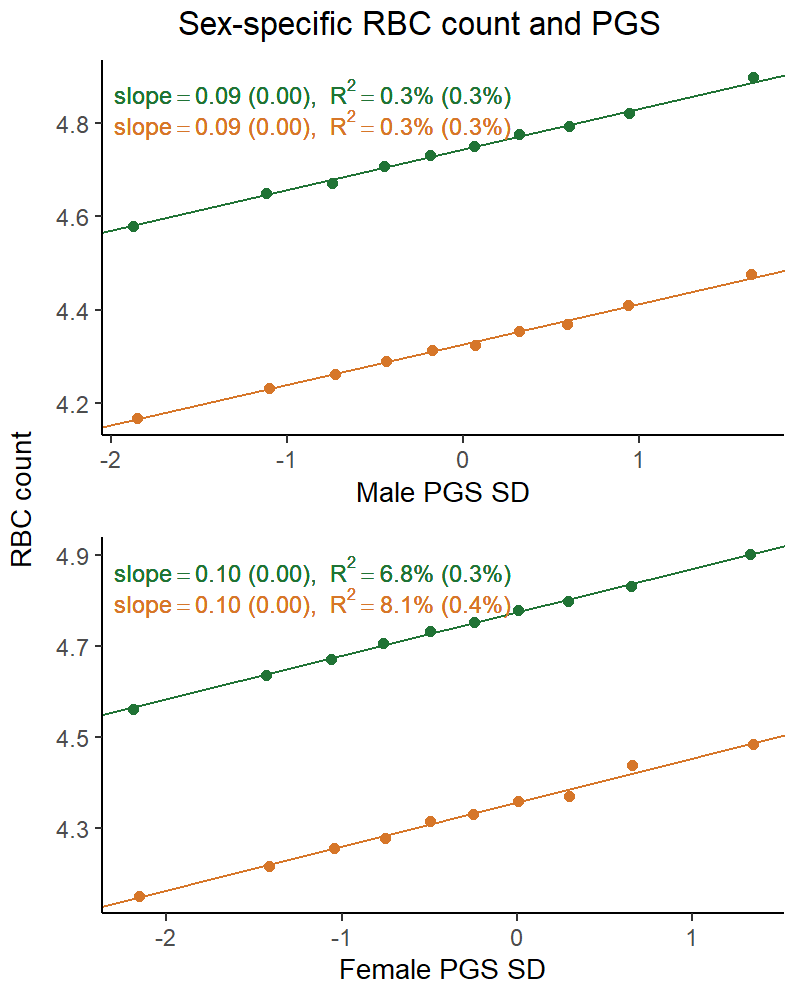 Sex-specific RBC count and PGS
slope = 0.09 (0.00), R² = 0.3% (0.3%)
slope = 0.09 (0.00), R² = 0.3% (0.3%)
4.8
4.6
4.4
4.2
-2 -1 0 1
Male PGS SD
RBC count
slope = 0.10 (0.00), R² = 6.8% (0.3%)
slope = 0.10 (0.00), R² = 8.1% (0.4%)
4.9
4.7
4.5
4.3
-2 -1 0 1
Female PGS SD